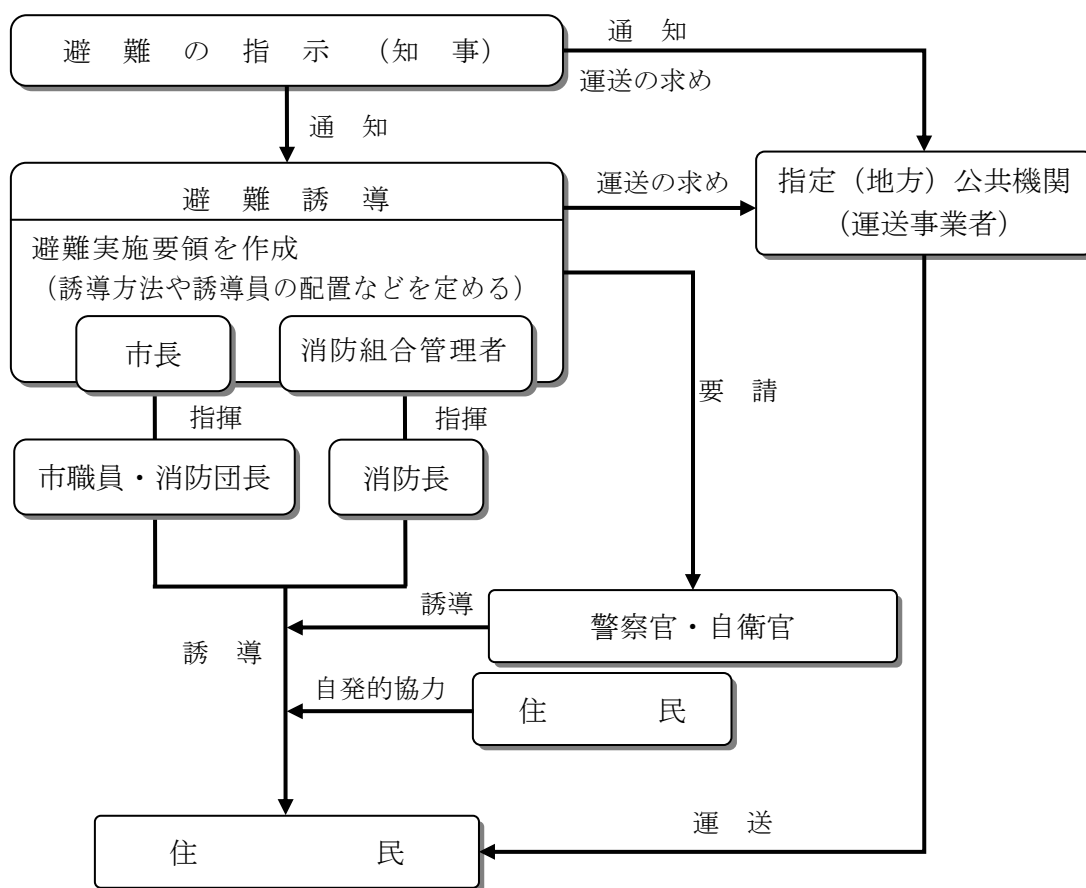 避難の指示（知事）
通知
運送の求め
通知
避難誘導
運送の求め
指定（地方）公共機関
（運送事業者）
避難実施要領を作成
（誘導方法や誘導員の配置などを定める）
市長
消防組合管理者
要請
指揮
指揮
市職員・消防団長
消防長
誘導
警察官・自衛官
誘導
自発的協力
住民
運送
住民